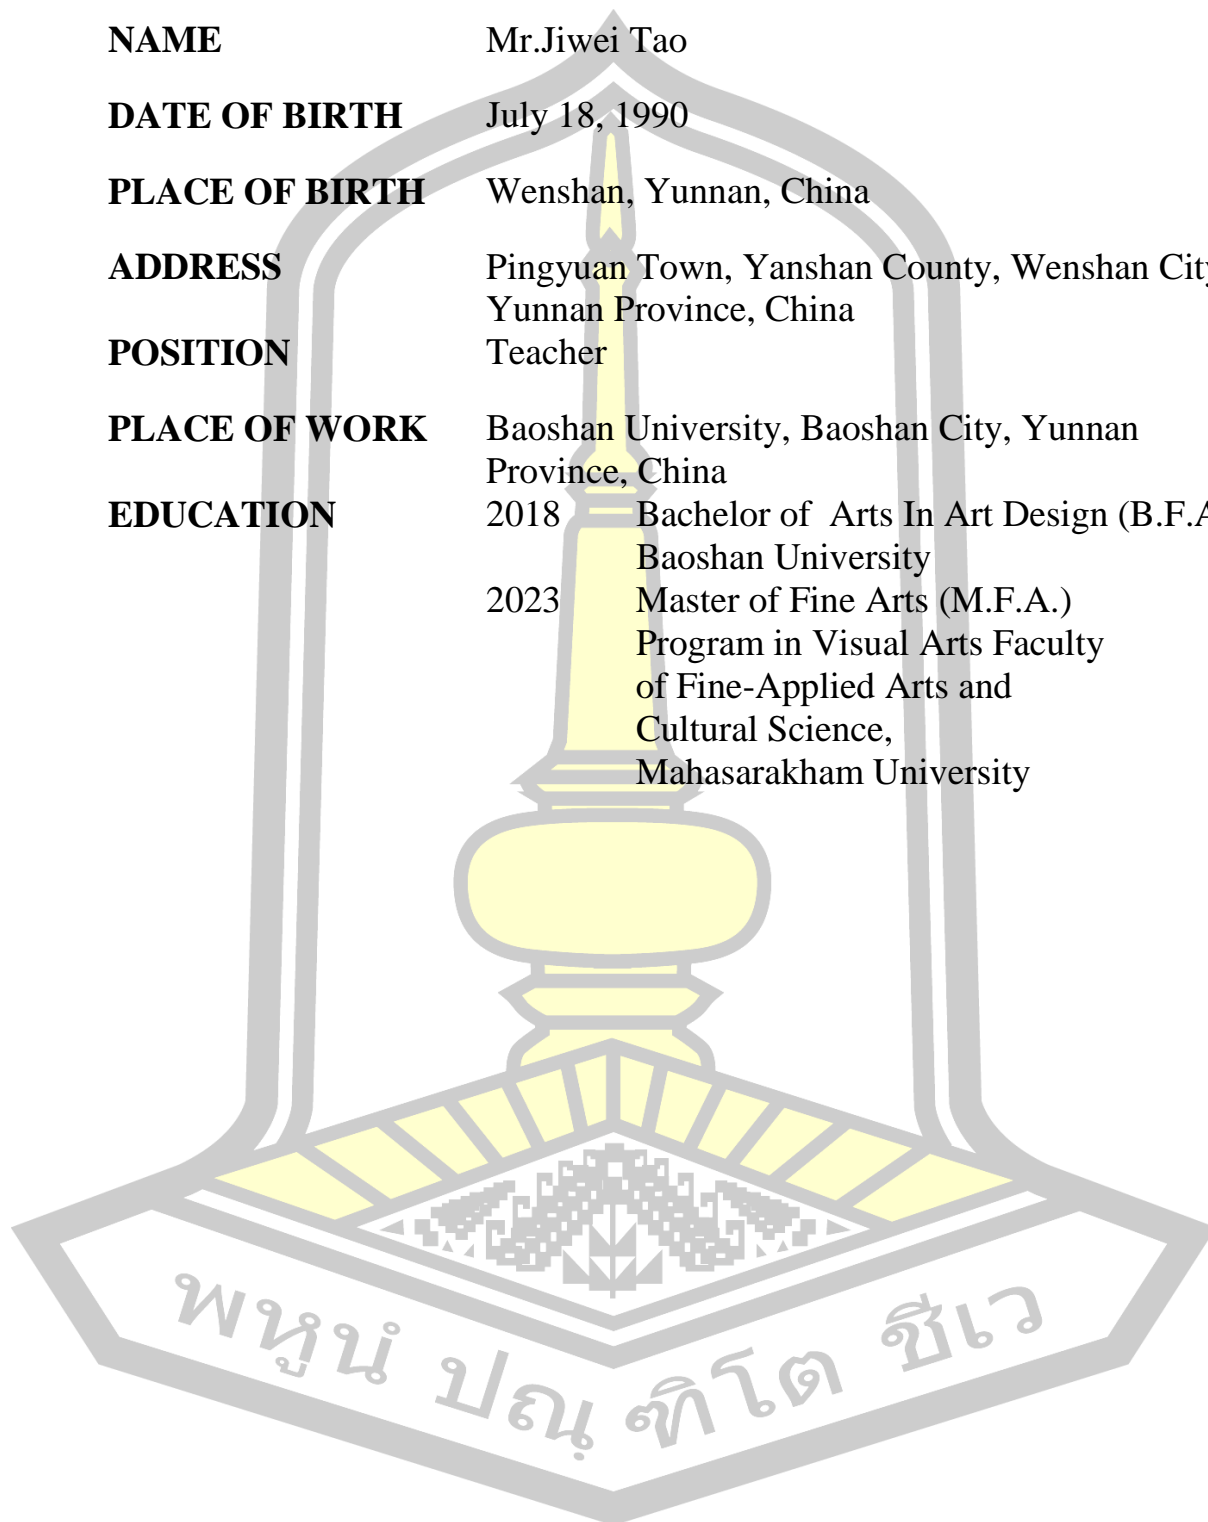 NAME Mr.Jiwei Tao
DATE OF BIRTH July 18, 1990
PLACE OF BIRTH Wenshan, Yunnan, China
ADDRESS Pingyuan Town, Yanshan County, Wenshan City
Yunnan Province, China
POSITION Teacher
PLACE OF WORK Baoshan University, Baoshan City, Yunnan
Province, China
EDUCATION 2018 Bachelor of Arts In Art Design (B.F.A
Baoshan University
2023 Master of Fine Arts (M.F.A.)
Program in Visual Arts Faculty
of Fine-Applied Arts and
Cultural Science,
Mahasarakham University
พหูนํ ปณฺฑิโต ชีเว